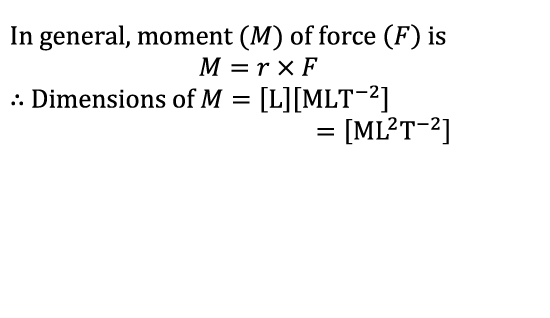 In general, moment (M) of force (F) is
M = r × F
∴ Dimensions of M = [L][MLT⁻²]
= [ML²T⁻²]